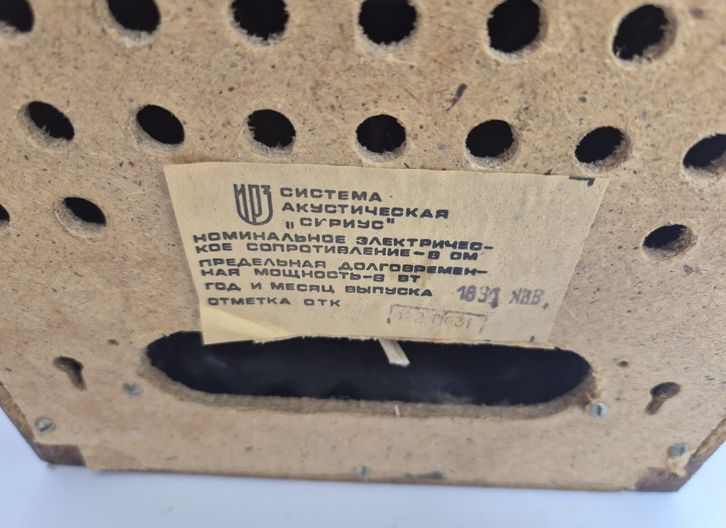 ИРЗ СИСТЕМА
АКУСТИЧЕСКАЯ
„СИРИУС"
НОМИНАЛЬНОЕ ЭЛЕКТРИЧЕС-
КОЕ СОПРОТИВЛЕНИЕ-8 ОМ
ПРЕДЕЛЬНАЯ ДОЛГОВРЕМЕН-
НАЯ МОЩНОСТЬ-8 ВТ
ГОД И МЕСЯЦ ВЫПУСКА
ОТМЕТКА ОТК